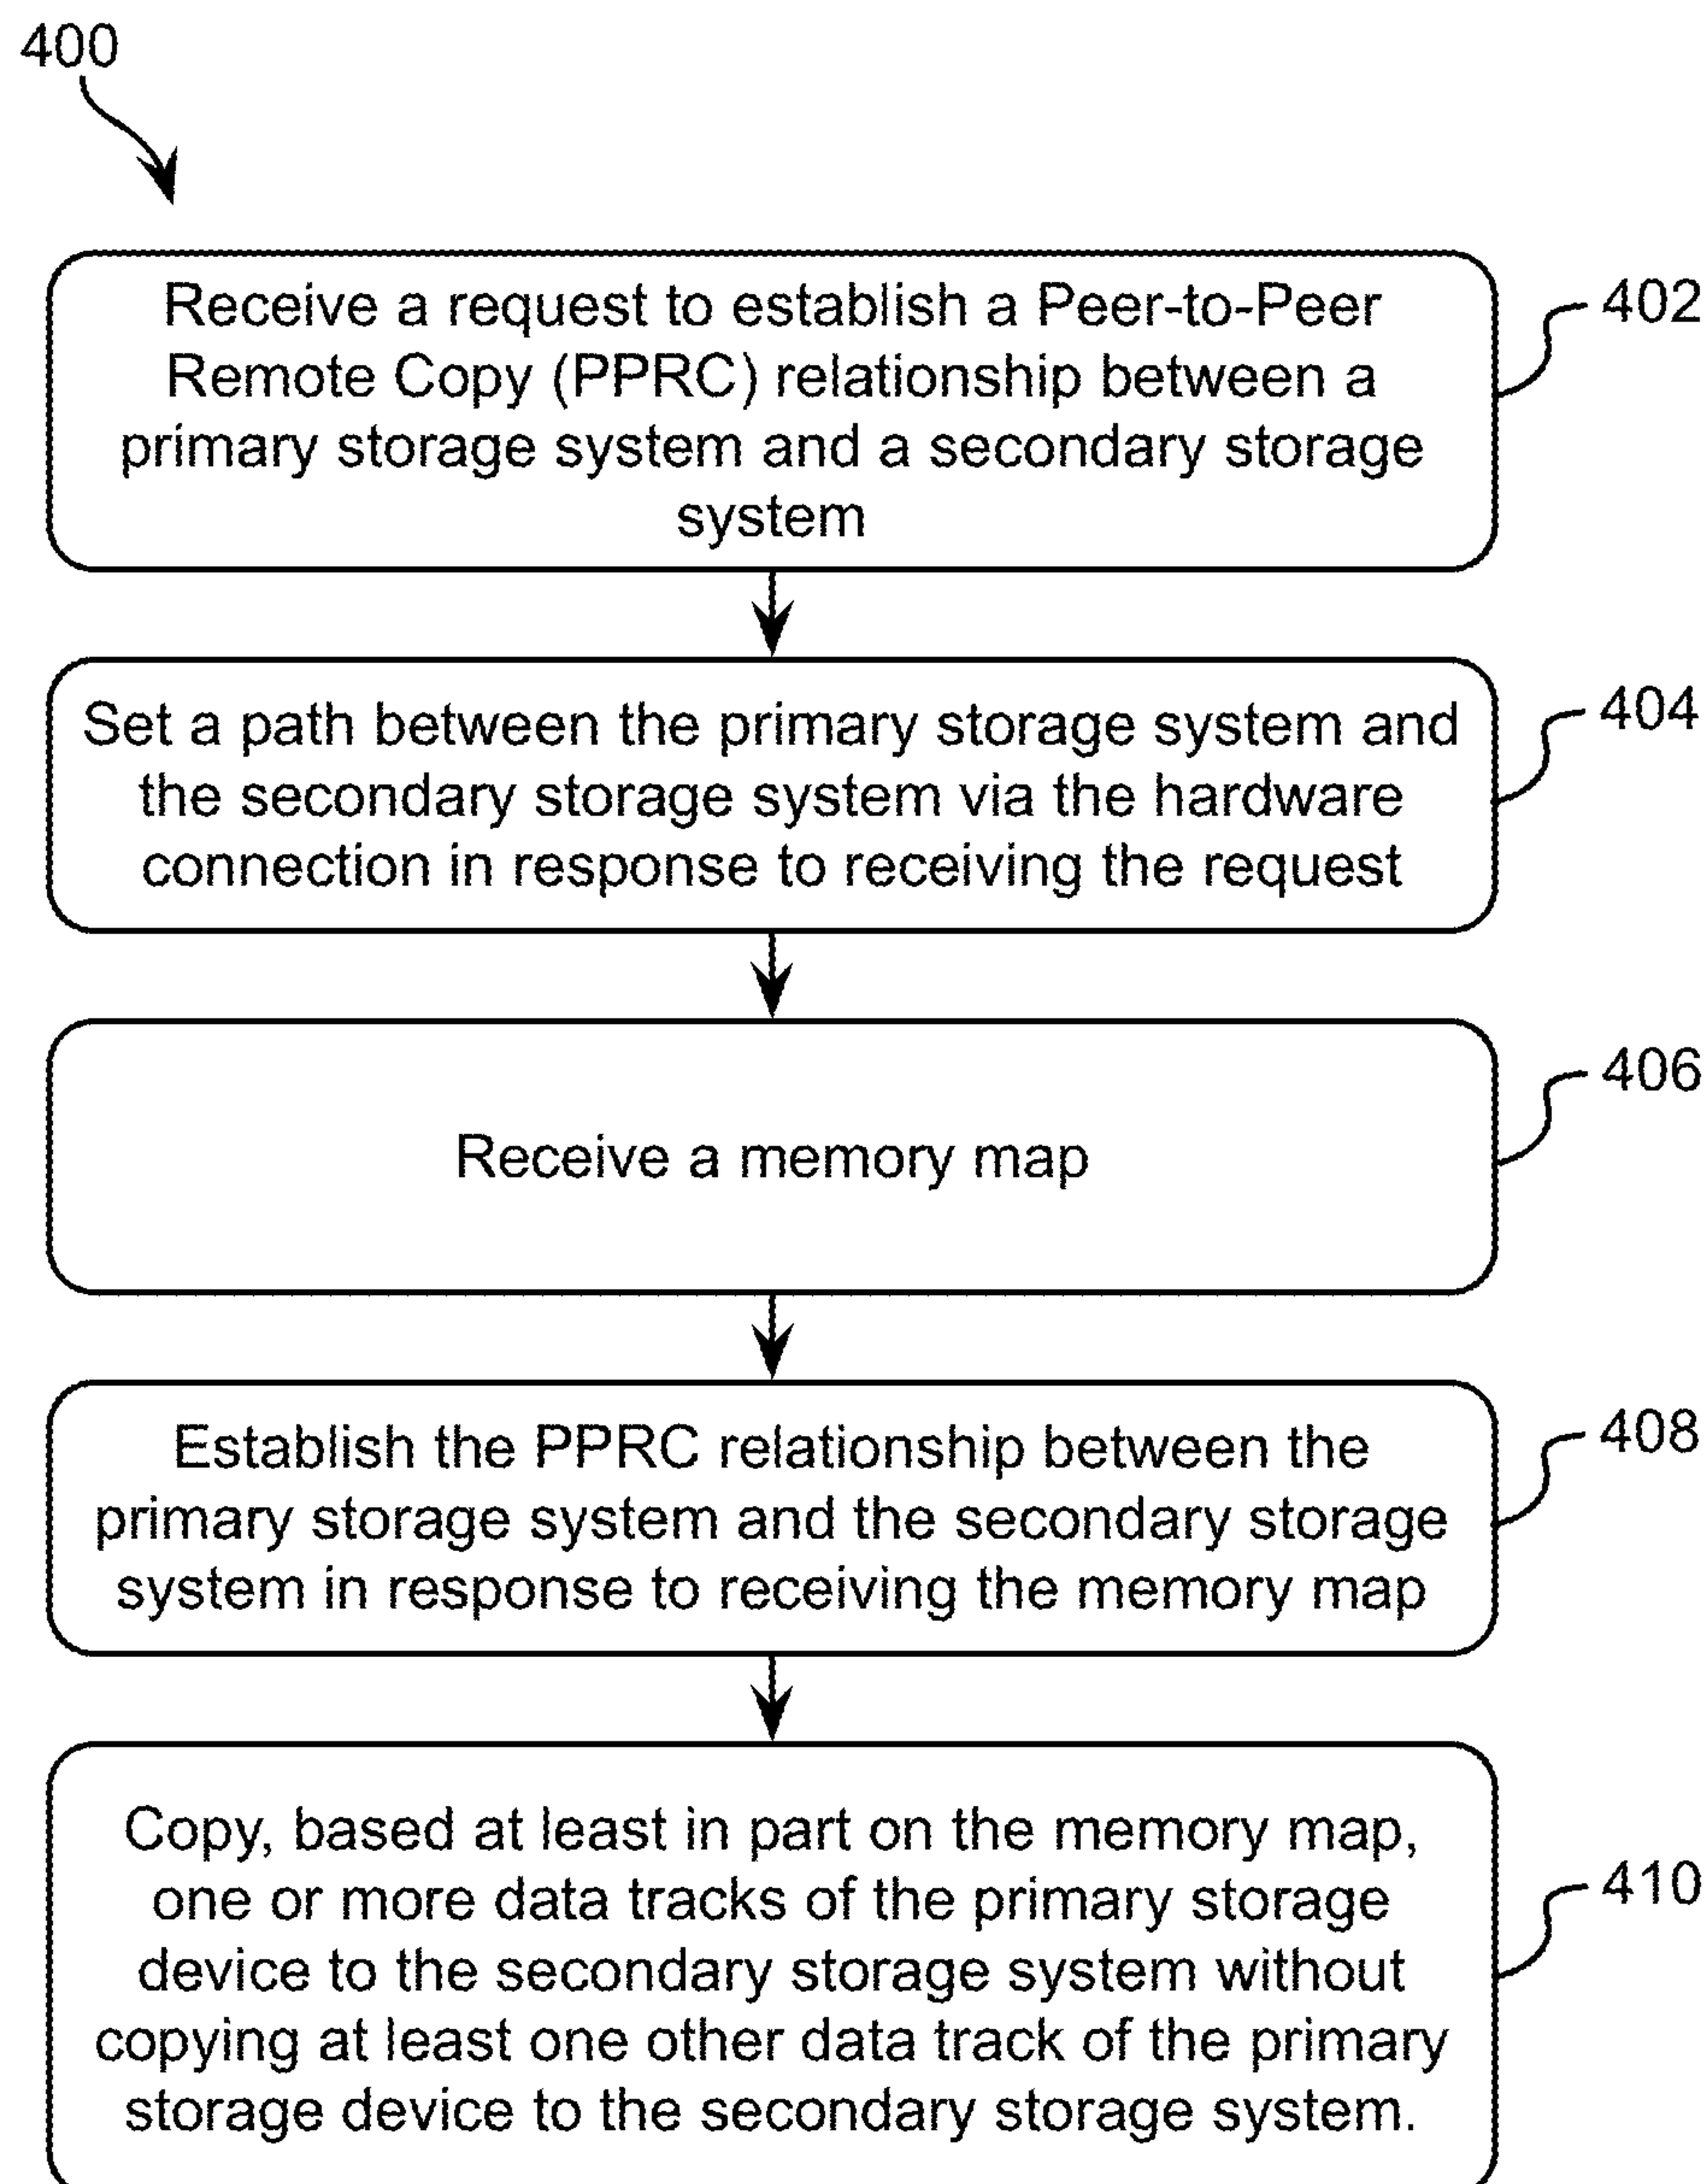 400
Receive a request to establish a Peer-to-Peer
Remote Copy (PPRC) relationship between a
primary storage system and a secondary storage
system
402
Set a path between the primary storage system and
the secondary storage system via the hardware
connection in response to receiving the request
404
Receive a memory map
406
Establish the PPRC relationship between the
primary storage system and the secondary storage
system in response to receiving the memory map
408
Copy, based at least in part on the memory map,
one or more data tracks of the primary storage
device to the secondary storage system without
copying at least one other data track of the primary
storage device to the secondary storage system.
410